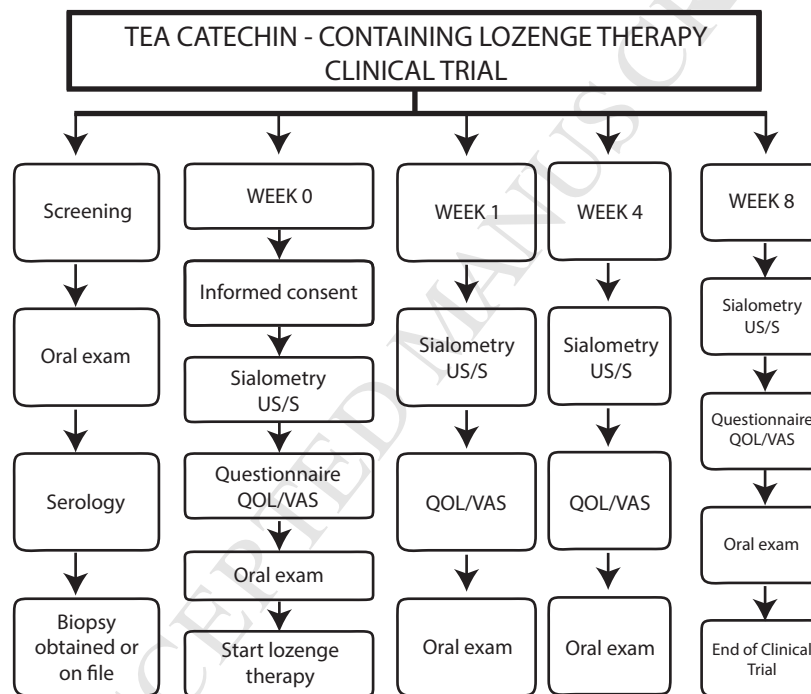 TEA CATECHIN - CONTAINING LOZENGE THERAPY
CLINICAL TRIAL
Screening
Oral exam
Serology
Biopsy
obtained or
on file
WEEK 0
Informed consent
Sialometry
US/S
Questionnaire
QOL/VAS
Oral exam
Start lozenge
therapy
WEEK 1
Sialometry
US/S
QOL/VAS
Oral exam
WEEK 4
Sialometry
US/S
QOL/VAS
Oral exam
WEEK 8
Sialometry
US/S
Questionnaire
QOL/VAS
Oral exam
End of Clinical
Trial